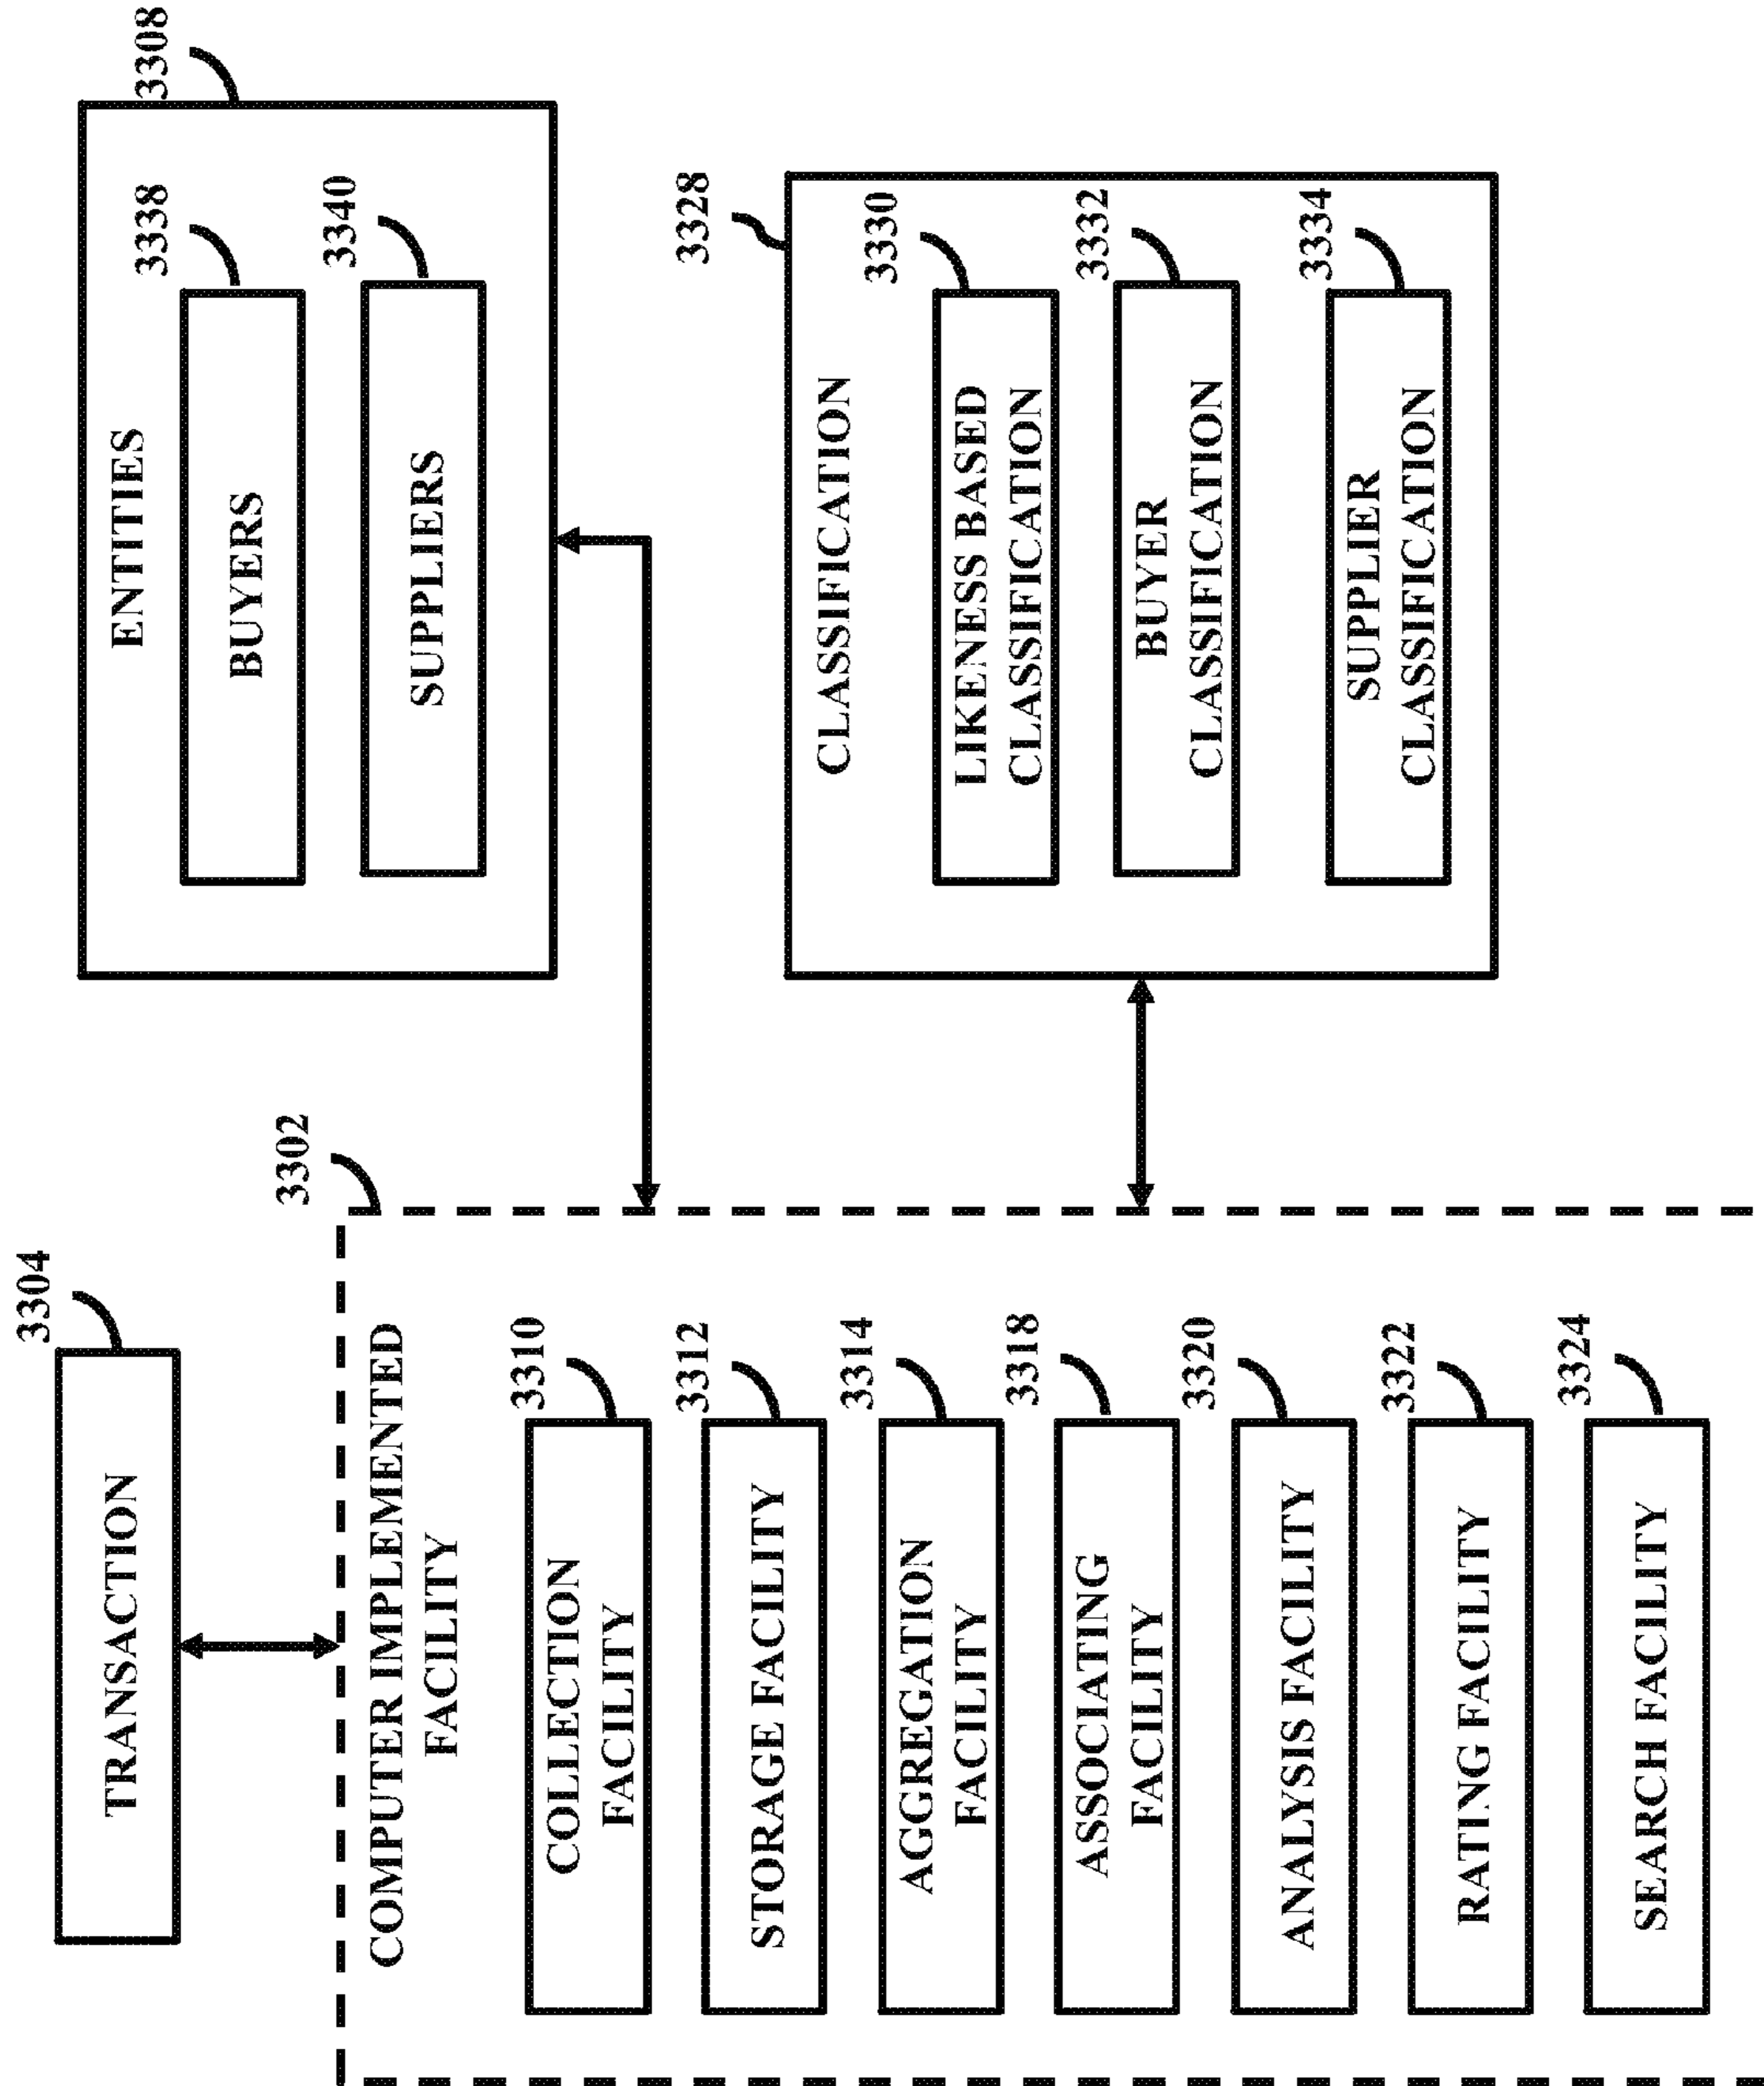 3304
TRANSACTION
3302
COMPUTER IMPLEMENTED
FACILITY
3310
COLLECTION
FACILITY
3312
STORAGE FACILITY
3314
AGGREGATION
FACILITY
3318
ASSOCIATING
FACILITY
3320
ANALYSIS FACILITY
3322
RATING FACILITY
3324
SEARCH FACILITY
3308
ENTITIES
3338
BUYERS
3340
SUPPLIERS
3328
CLASSIFICATION
3330
LIKENESS BASED
CLASSIFICATION
3332
BUYER
CLASSIFICATION
3334
SUPPLIER
CLASSIFICATION